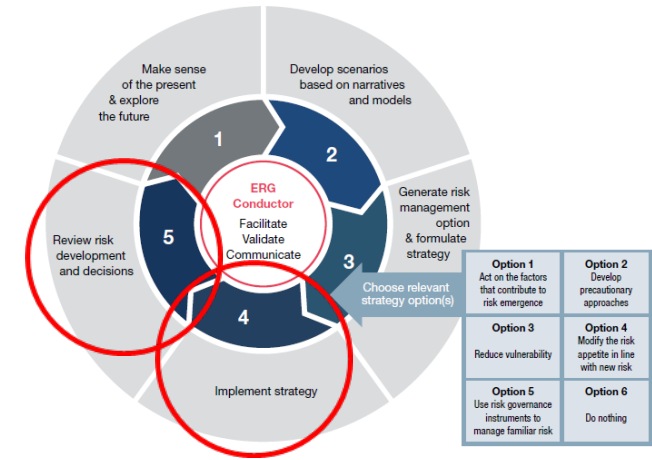 Make sense
of the present
& explore
the future
1
Develop scenarios
based on narratives
and models
2
Generate risk
management
option
& formulate
strategy
3
Choose relevant
strategy option(s)
Option 1
Act on the factors
that contribute to
risk emergence
Option 2
Develop
precautionary
approaches
Option 3
Reduce vulnerability
Option 4
Modify the risk
appetite in line
with new risk
Option 5
Use risk governance
instruments to
manage familiar risk
Option 6
Do nothing
4
Implement strategy
5
Review risk
development
and decisions
ERG
Conductor
Facilitate
Validate
Communicate